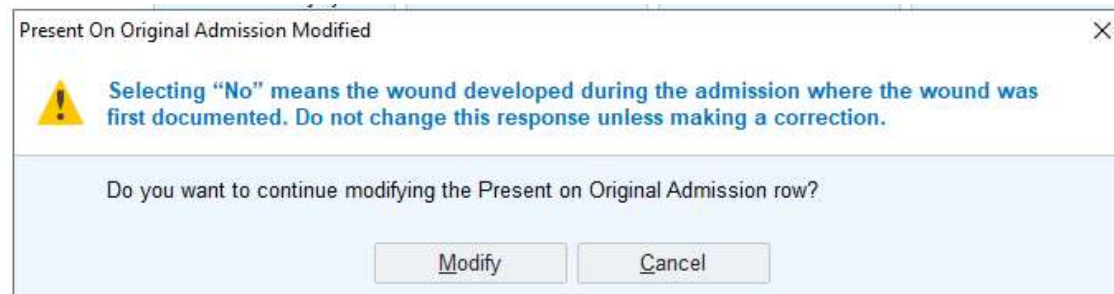 Present On Original Admission Modified
Selecting “No” means the wound developed during the admission where the wound was
first documented. Do not change this response unless making a correction.
Do you want to continue modifying the Present on Original Admission row?
Modify
Cancel